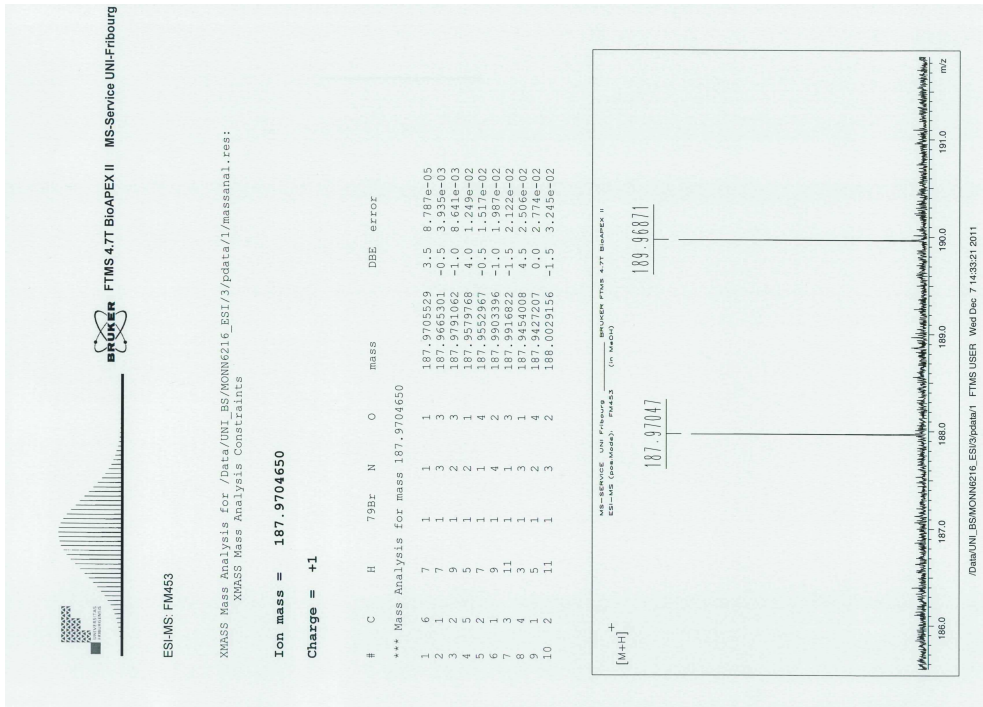 UNIVERSITAS
FRIBURGENSIS
BRUKER
FTMS 4.7T BioAPEX II MS-Service UNI-Fribourg
ESI-MS: FM453
XMASS Mass Analysis for /Data/UNI_BS/MONN6216_ESI/3/pdata/1/massanal.res:
XMASS Mass Analysis Constraints
Ion mass = 187.9704650
Charge = +1
# C H 79Br N O mass DBE error
*** Mass Analysis for mass 187.9704650
1 6 7 1 1 1 187.9705529 3.5 8.787e-05
2 1 7 1 3 3 187.9665301 -0.5 3.935e-03
3 2 9 1 2 3 187.9791062 -1.0 8.641e-03
4 5 5 1 2 1 187.9579768 4.0 1.249e-02
5 2 7 1 1 4 187.9552967 -0.5 1.517e-02
6 1 9 1 4 2 187.9903396 -1.0 1.987e-02
7 3 11 1 1 3 187.9916822 -1.5 2.122e-02
8 4 3 1 3 1 187.9454008 4.5 2.506e-02
9 1 5 1 2 4 187.9427207 0.0 2.774e-02
10 2 11 1 3 2 188.0029156 -1.5 3.245e-02
MS-SERVICE UNI Fribourg BRUKER FTMS 4.7T BioAPEX II
ESI-MS (pos.Mode): FM453 (in MeOH)
[M+H]+
187.97047
189.96871
186.0 187.0 188.0 189.0 190.0 191.0 m/z
/Data/UNI_BS/MONN6216_ESI/3/pdata/1 FTMS USER Wed Dec 7 14:33:21 2011